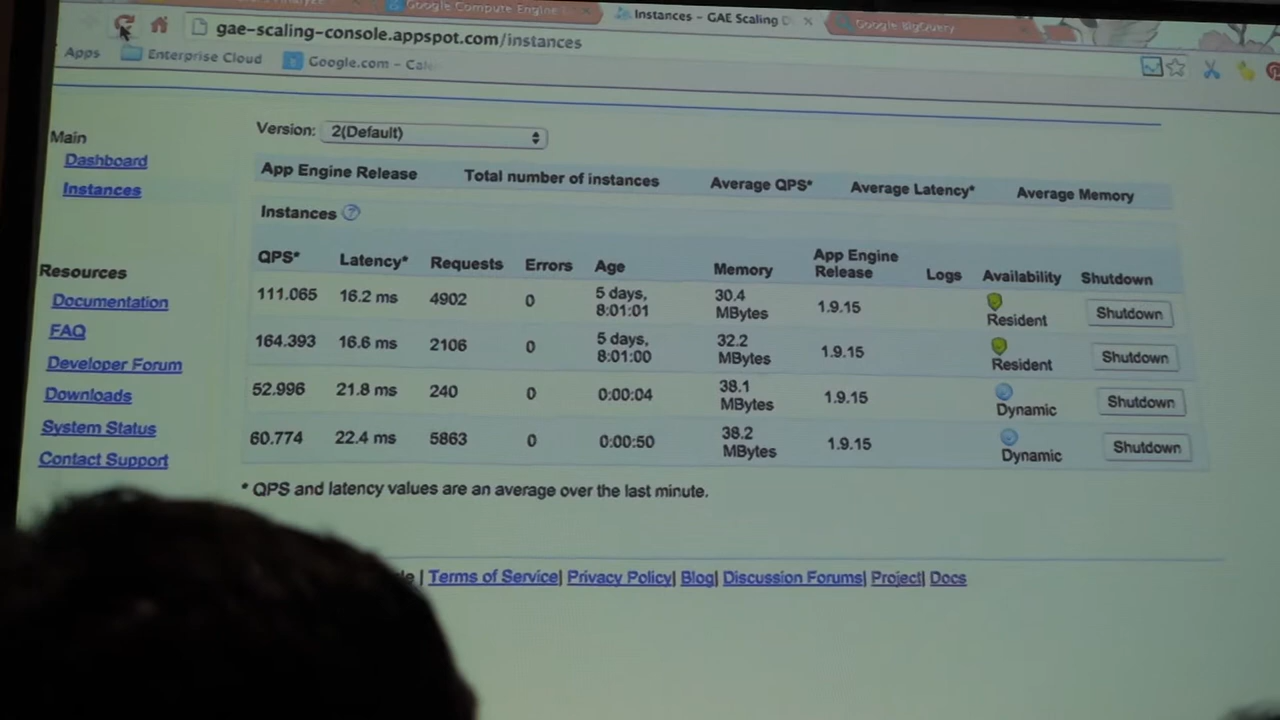 Google Compute Engine
Instances - GAE Scaling D
Google BigQuery
gae-scaling-console.appspot.com/instances
Apps
Enterprise Cloud
Google.com - Cale
Main
Dashboard
Instances
Resources
Documentation
FAQ
Developer Forum
Downloads
System Status
Contact Support
Version: 2(Default)
App Engine Release Total number of instances Average QPS* Average Latency* Average Memory
Instances ?
QPS* Latency* Requests Errors Age Memory App Engine Release Logs Availability Shutdown
111.065 16.2 ms 4902 0 5 days, 8:01:01 30.4 MBytes 1.9.15 Resident Shutdown
164.393 16.6 ms 2106 0 5 days, 8:01:00 32.2 MBytes 1.9.15 Resident Shutdown
52.996 21.8 ms 240 0 0:00:04 38.1 MBytes 1.9.15 Dynamic Shutdown
60.774 22.4 ms 5863 0 0:00:50 38.2 MBytes 1.9.15 Dynamic Shutdown
* QPS and latency values are an average over the last minute.
| Terms of Service| Privacy Policy| Blog| Discussion Forums| Project| Docs